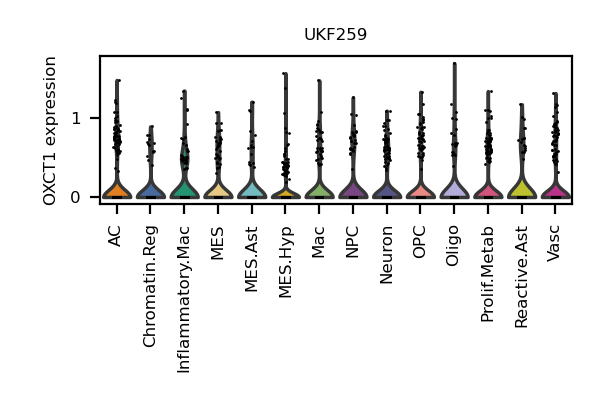 UKF259
OXCT1 expression
1
0
AC
Chromatin.Reg
Inflammatory.Mac
MES
MES.Ast
MES.Hyp
Mac
NPC
Neuron
OPC
Oligo
Prolif.Metab
Reactive.Ast
Vasc